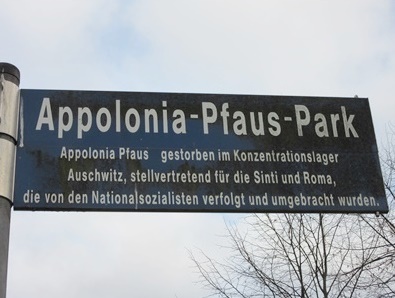 Appolonia-Pfaus-Park
Appolonia Pfaus gestorben im Konzentrationslager
Auschwitz, stellvertretend für die Sinti und Roma,
die von den Nationalsozialisten verfolgt und umgebracht wurden.